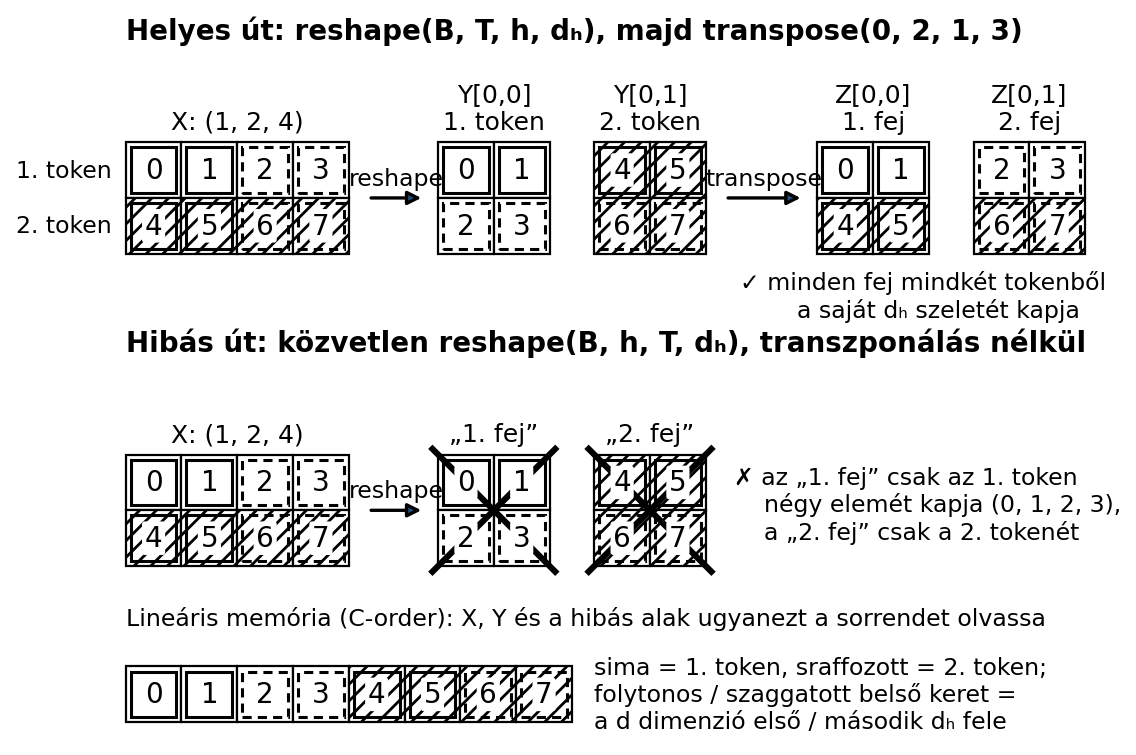 Helyes út: reshape(B, T, h, dₕ), majd transpose(0, 2, 1, 3)
X: (1, 2, 4)
Y[0,0]
1. token
Y[0,1]
2. token
Z[0,0]
1. fej
Z[0,1]
2. fej
1. token
0 1 2 3
2. token
4 5 6 7
reshape
0 1
2 3
4 5
6 7
transpose
0 1
4 5
2 3
6 7
✓ minden fej mindkét tokenből
a saját dₕ szeletét kapja
Hibás út: közvetlen reshape(B, h, T, dₕ), transzponálás nélkül
X: (1, 2, 4)
0 1 2 3
4 5 6 7
reshape
„1. fej”
0 1
2 3
„2. fej”
4 5
6 7
✗ az „1. fej” csak az 1. token
négy elemét kapja (0, 1, 2, 3),
a „2. fej” csak a 2. tokenét
Lineáris memória (C-order): X, Y és a hibás alak ugyanezt a sorrendet olvassa
0 1 2 3 4 5 6 7
sima = 1. token, sraffozott = 2. token;
folytonos / szaggatott belső keret =
a d dimenzió első / második dₕ fele